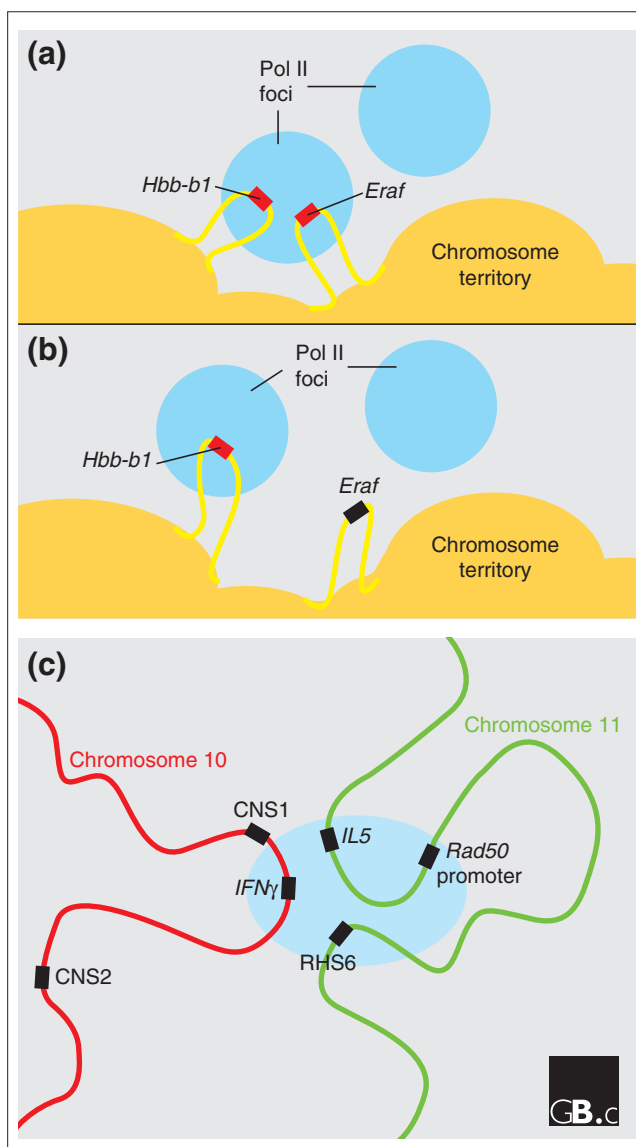 (a)
Pol II
foci
Hbb-b1
Eraf
Chromosome
territory
(b)
Pol II
foci
Hbb-b1
Eraf
Chromosome
territory
(c)
Chromosome 10
Chromosome 11
CNS1
IL5
Rad50
promoter
IFNγ
RHS6
CNS2
GB.c